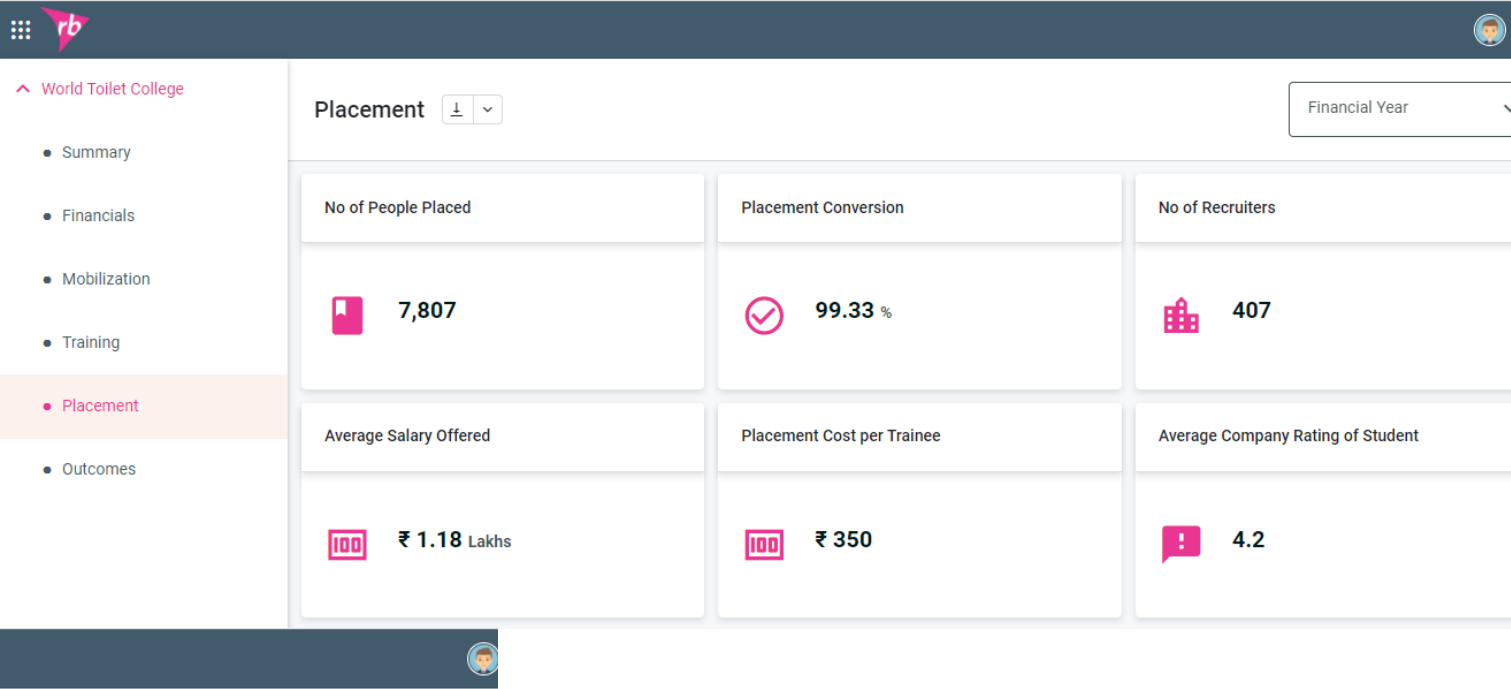 rb
World Toilet College
Placement
Financial Year
Summary
Financials
Mobilization
Training
Placement
Outcomes
No of People Placed
Placement Conversion
No of Recruiters
7,807
99.33 %
407
Average Salary Offered
Placement Cost per Trainee
Average Company Rating of Student
100
₹ 1.18 Lakhs
100
₹ 350
4.2